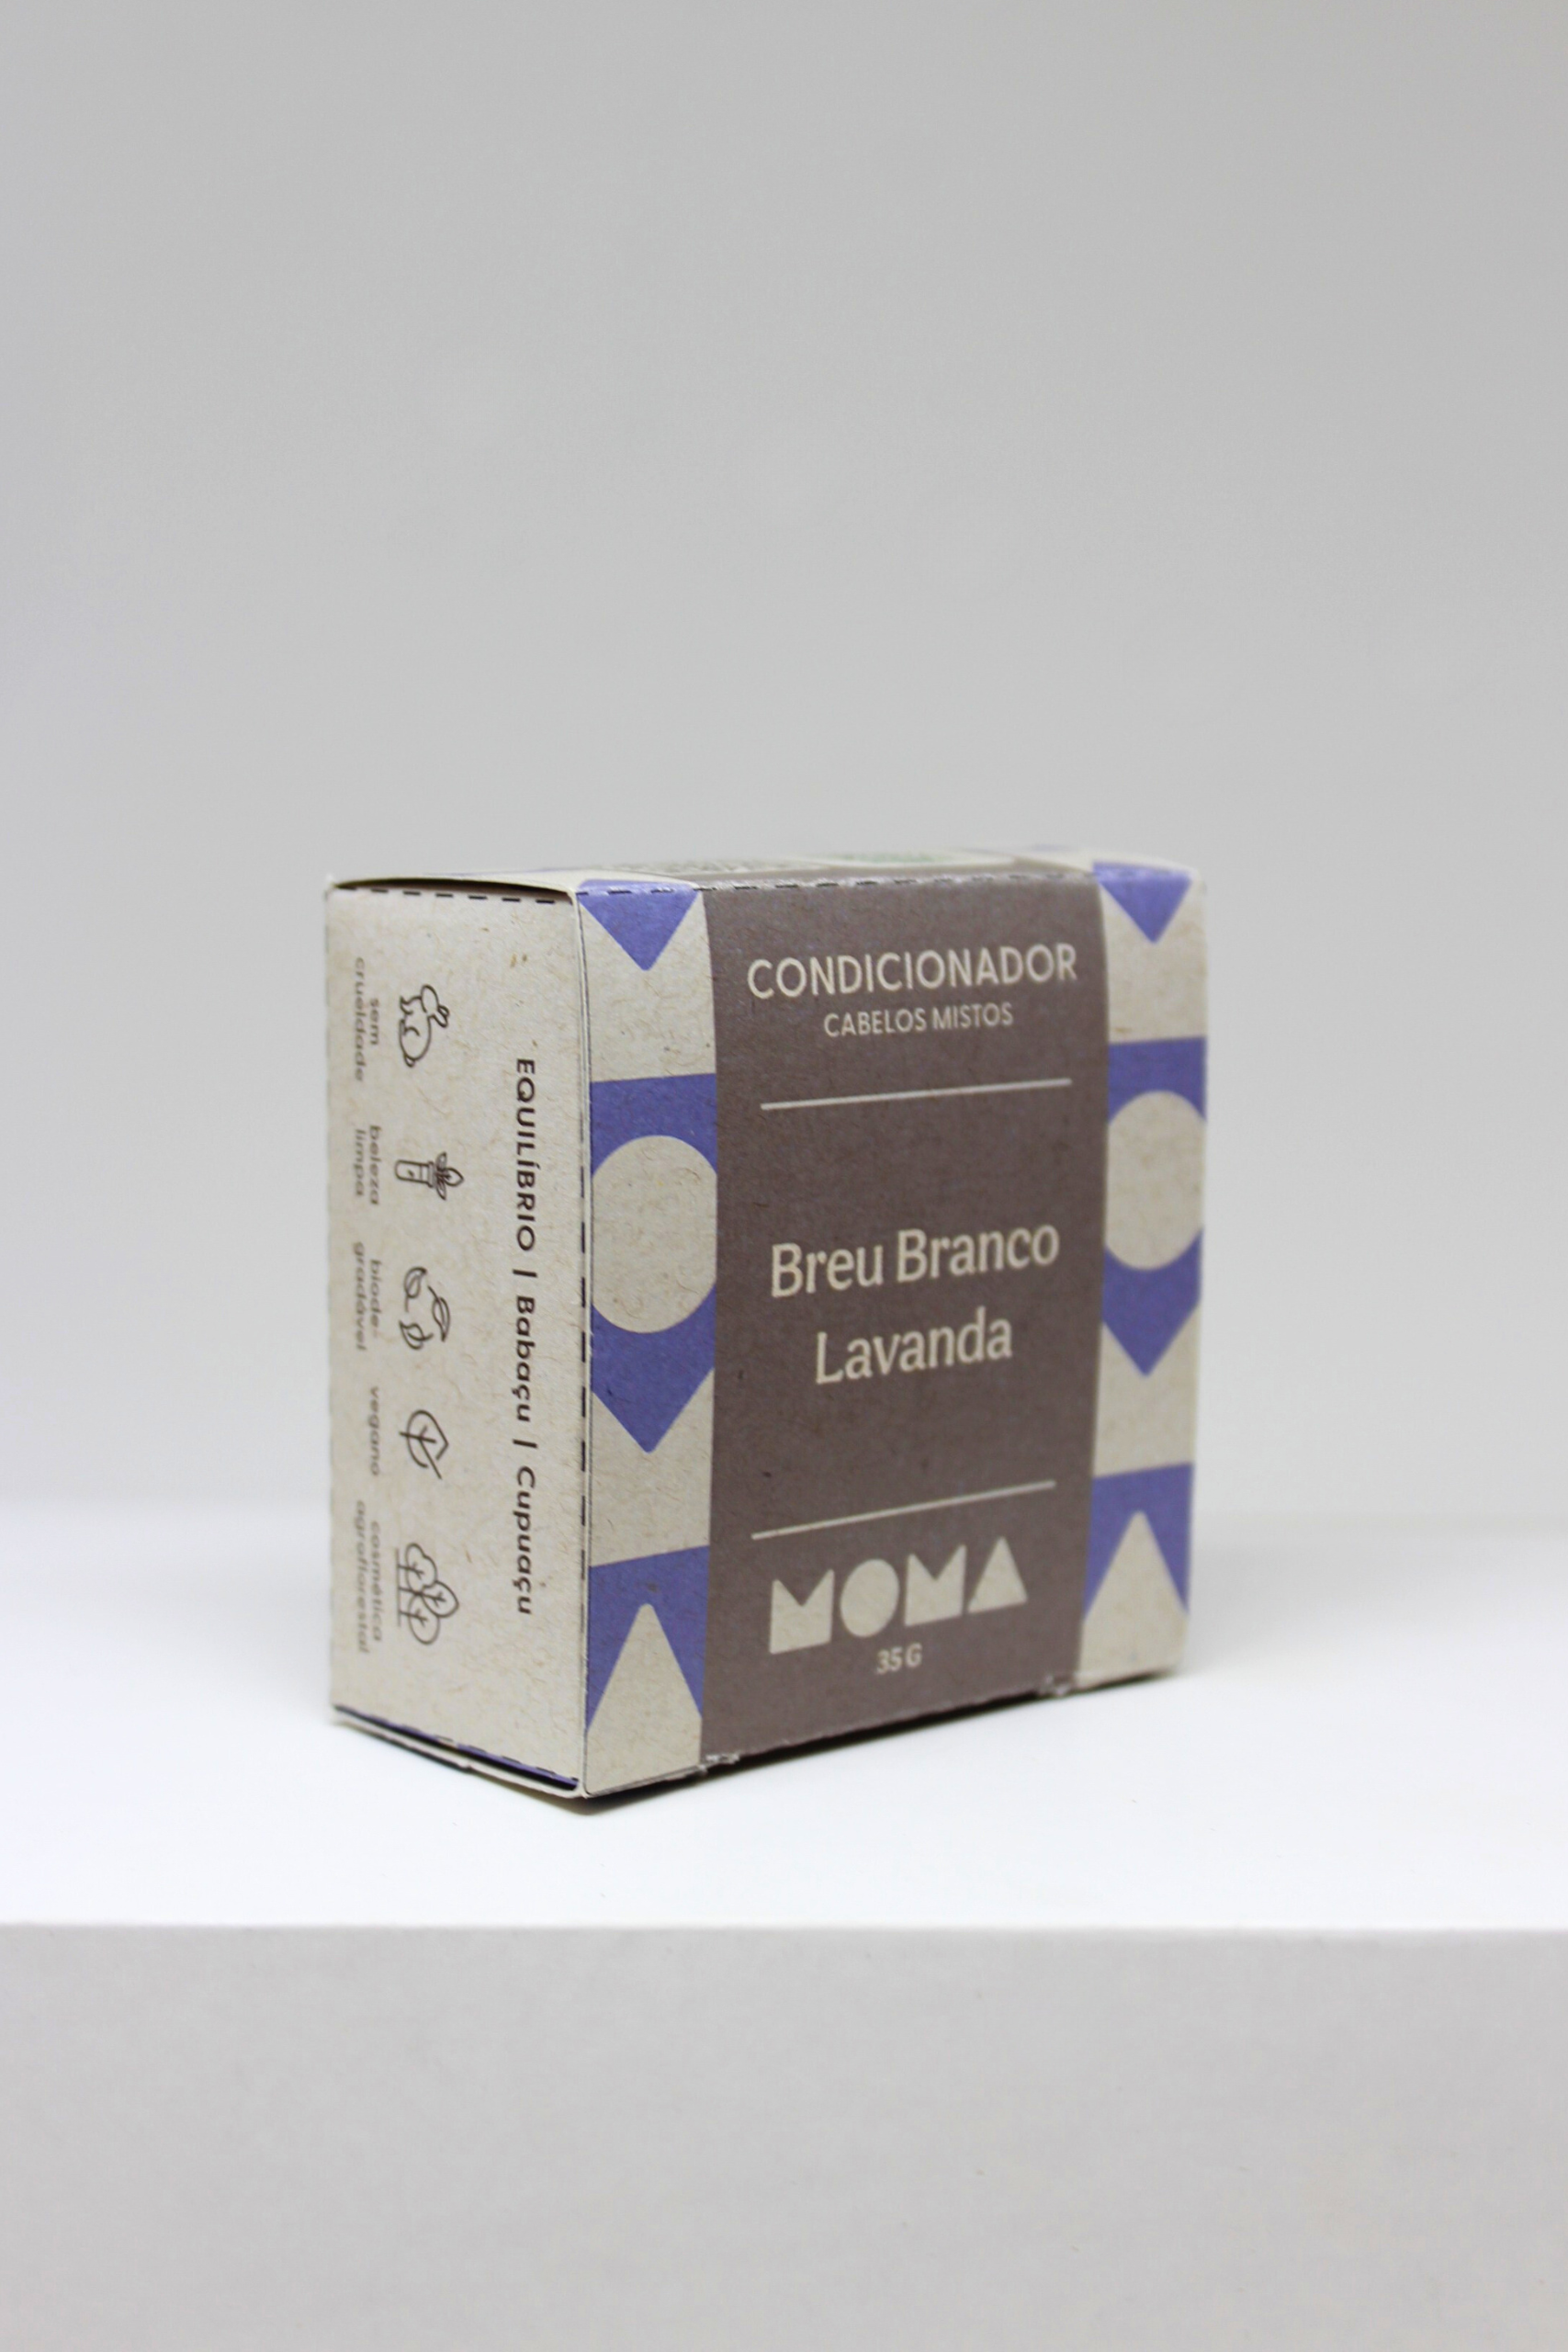 CONDICIONADOR
CABELOS MISTOS
Breu Branco
Lavanda
MOMA
35 G
EQUILÍBRIO | Babaçu | Cupuaçu
sem
crueldade
beleza
limpa
biode-
gradável
vegano
cosmética
agroflorestal